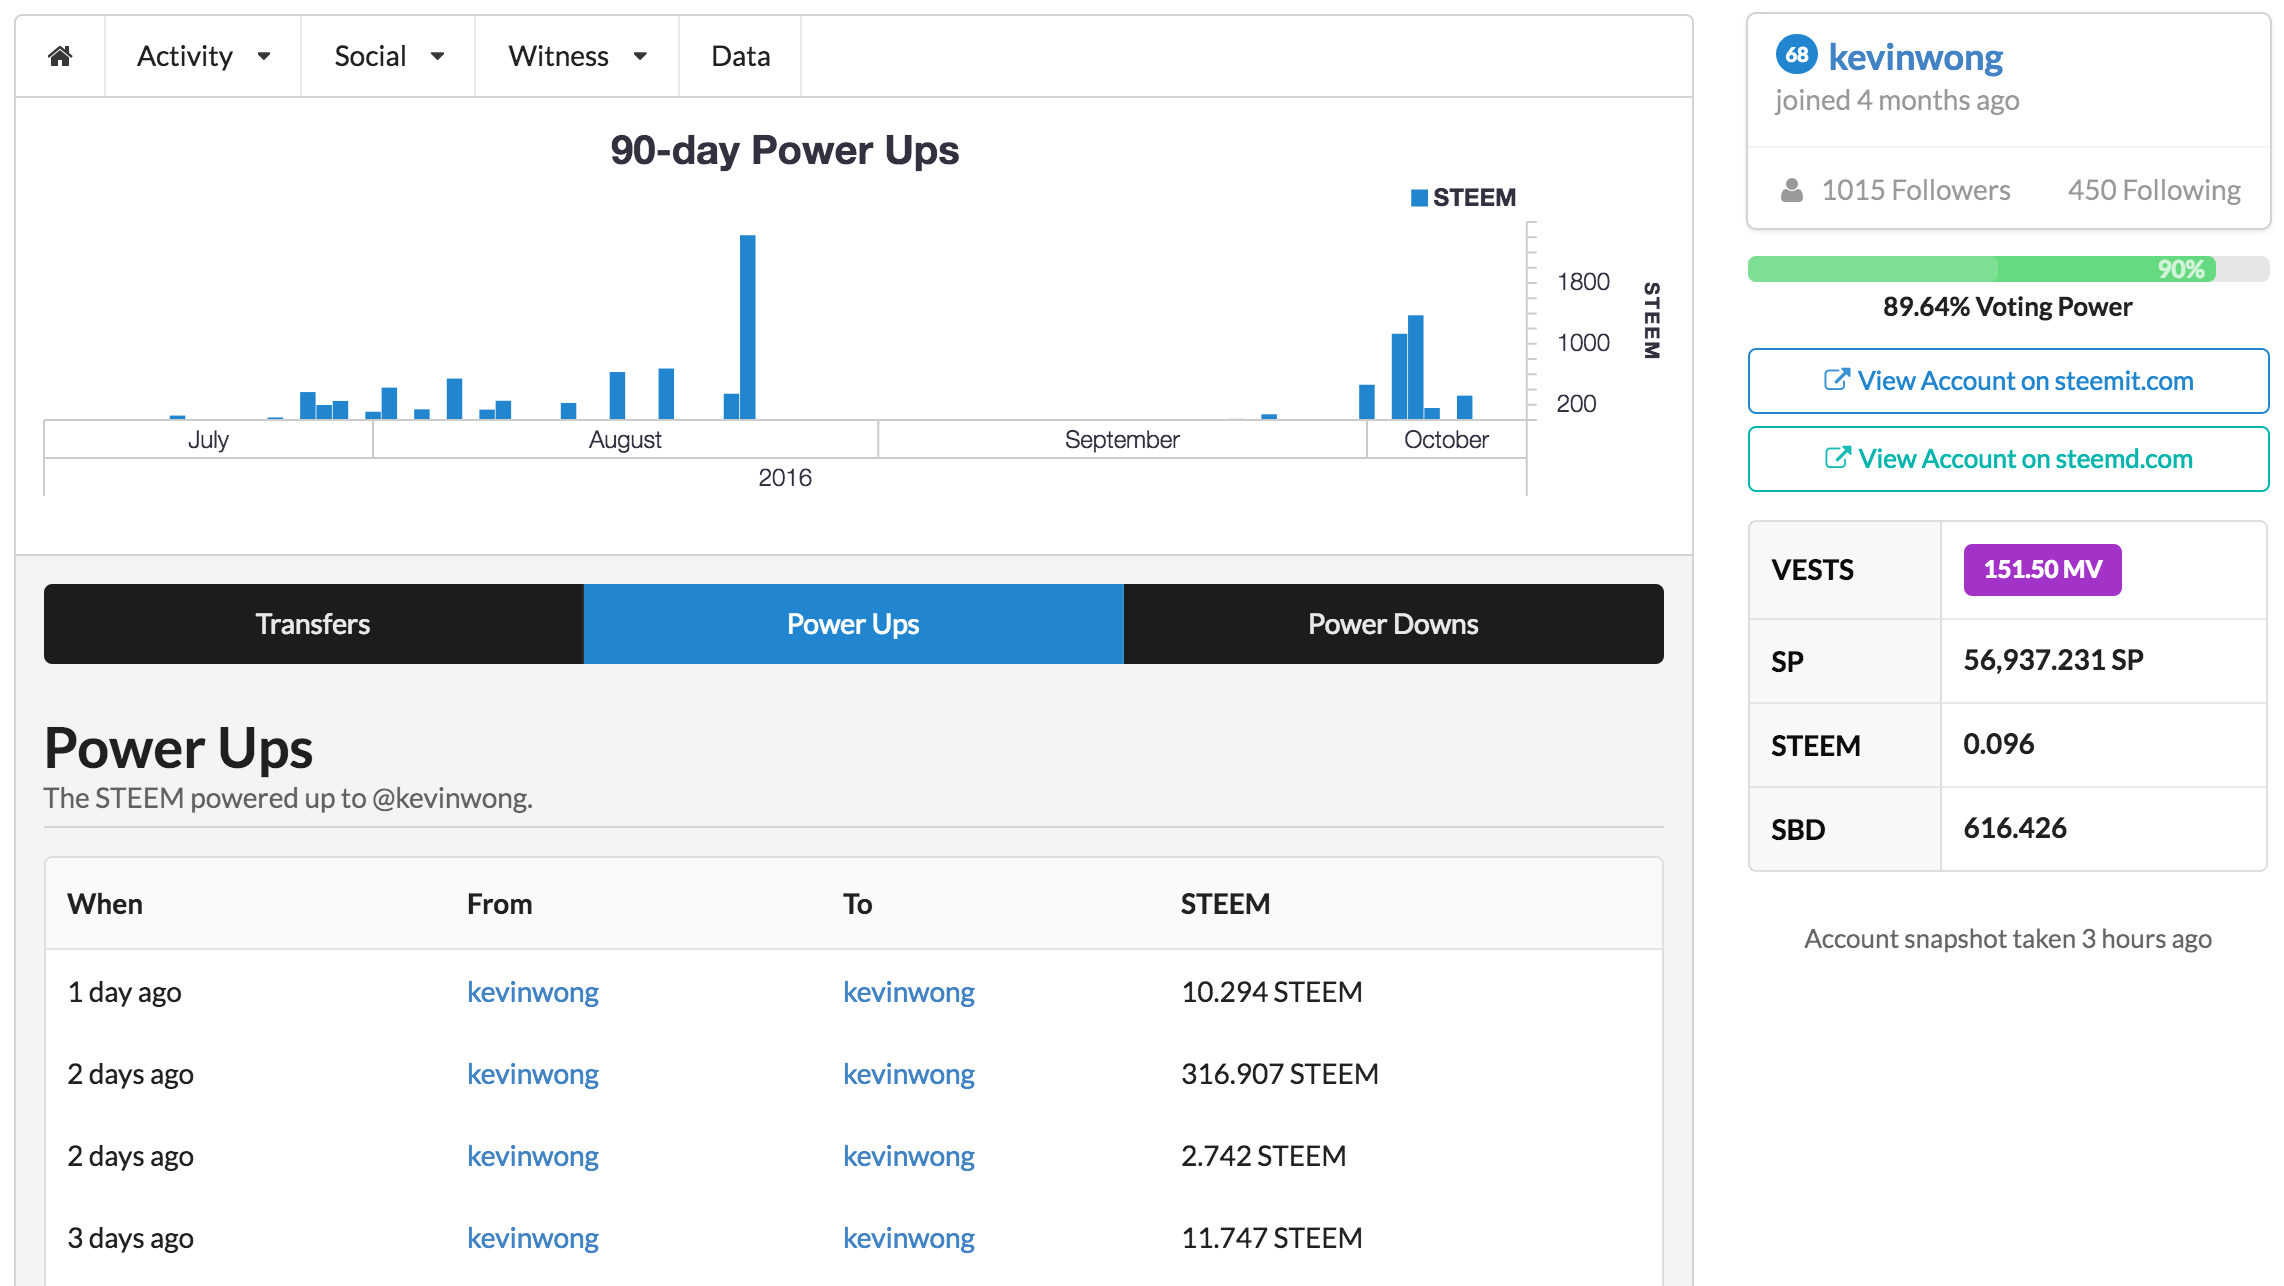 Activity Social Witness Data
90-day Power Ups
STEEM
1800
1000
200
STEEM
July August September October
2016
Transfers Power Ups Power Downs
Power Ups
The STEEM powered up to @kevinwong.
When From To STEEM
1 day ago kevinwong kevinwong 10.294 STEEM
2 days ago kevinwong kevinwong 316.907 STEEM
2 days ago kevinwong kevinwong 2.742 STEEM
3 days ago kevinwong kevinwong 11.747 STEEM
68 kevinwong
joined 4 months ago
1015 Followers 450 Following
90%
89.64% Voting Power
View Account on steemit.com
View Account on steemd.com
VESTS 151.50 MV
SP 56,937.231 SP
STEEM 0.096
SBD 616.426
Account snapshot taken 3 hours ago